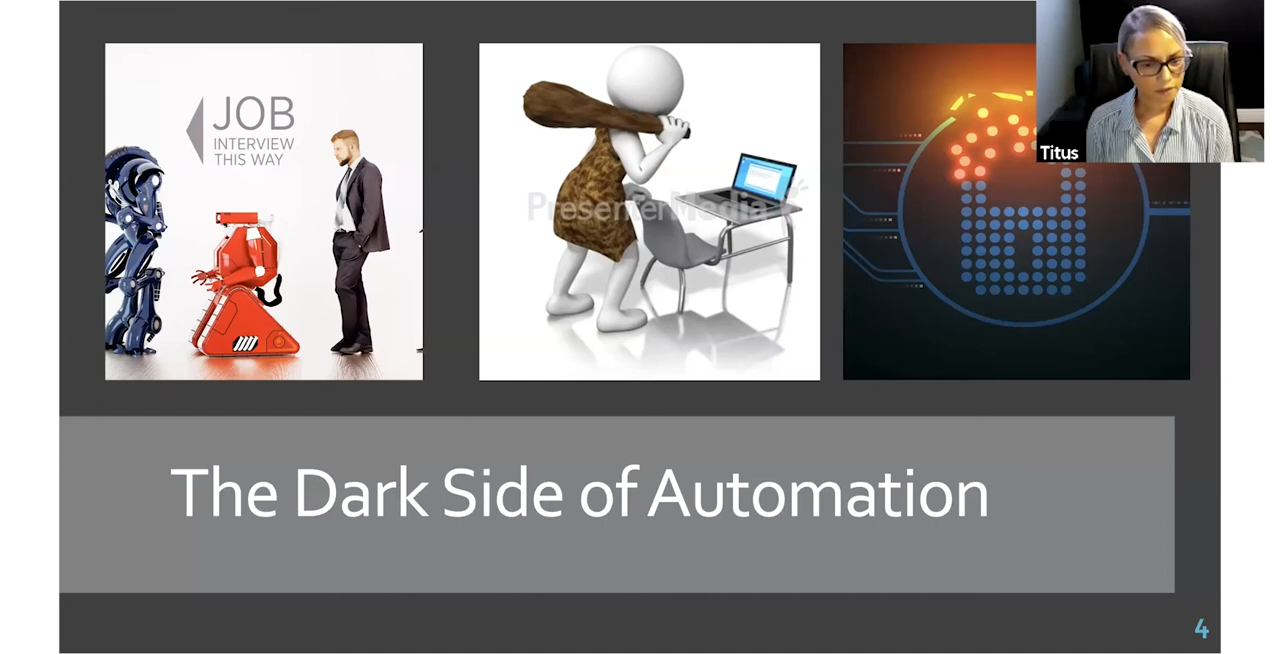 JOB
INTERVIEW
THIS WAY
PresenterMedia
Titus
The Dark Side of Automation
4